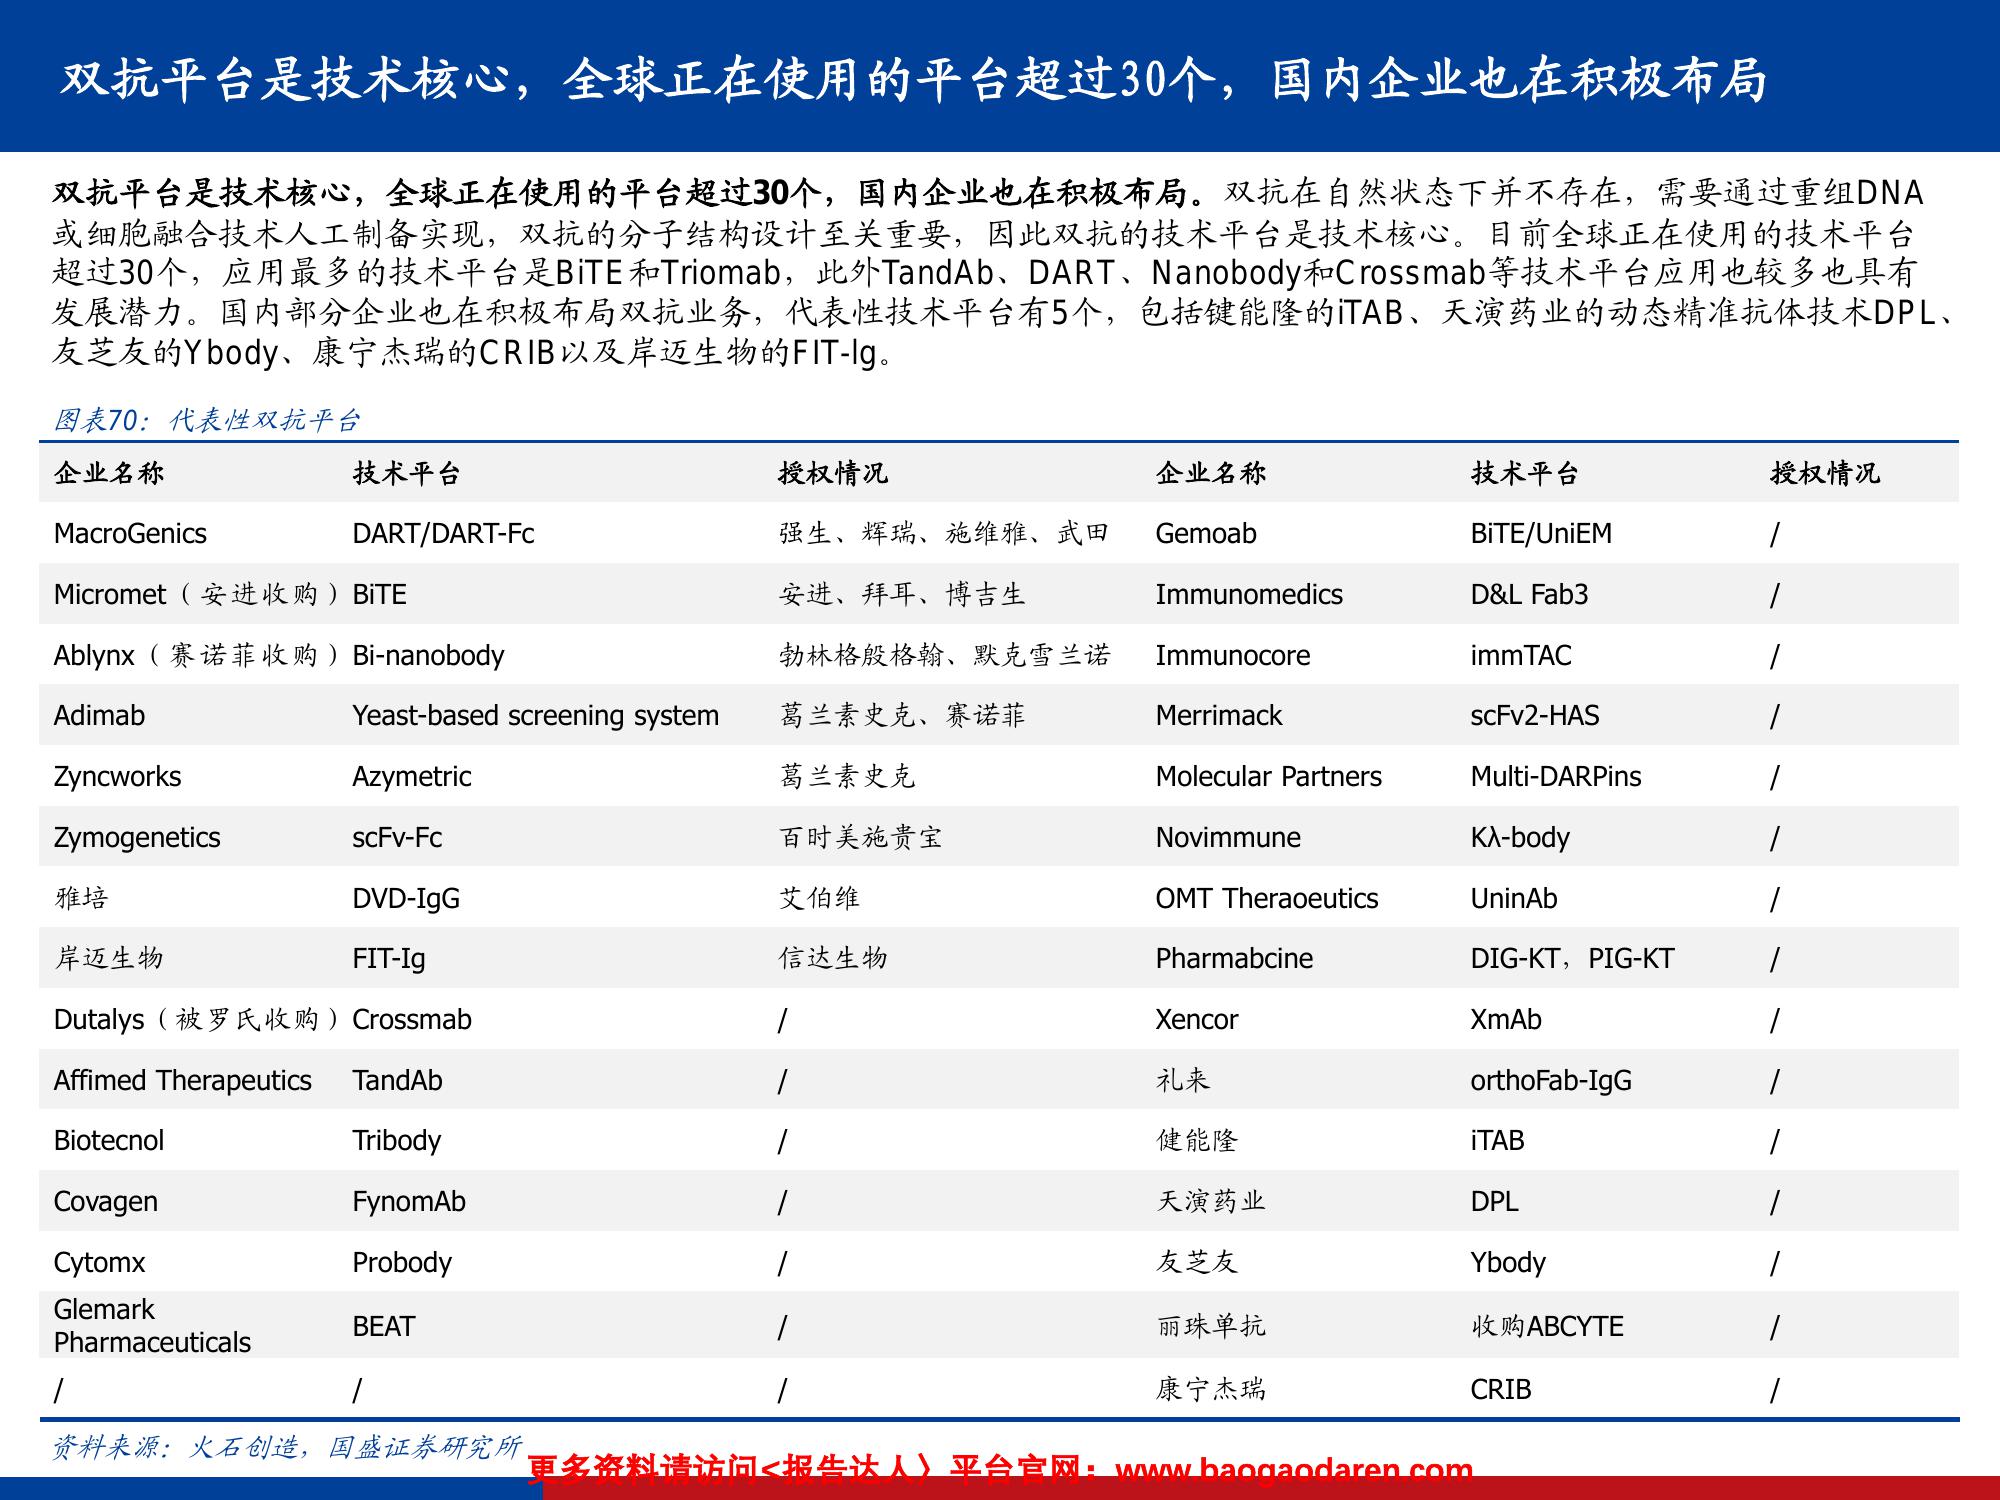 双抗平台是技术核心，全球正在使用的平台超过30个，国内企业也在积极布局
双抗平台是技术核心，全球正在使用的平台超过30个，国内企业也在积极布局。双抗在自然状态下并不存在，需要通过重组DNA
或细胞融合技术人工制备实现，双抗的分子结构设计至关重要，因此双抗的技术平台是技术核心。目前全球正在使用的技术平台
超过30个，应用最多的技术平台是BiTE和Triomab，此外TandAb、DART、Nanobody和Crossmab等技术平台应用也较多也具有
发展潜力。国内部分企业也在积极布局双抗业务，代表性技术平台有5个，包括键能隆的iTAB、天演药业的动态精准抗体技术DPL、
友芝友的Ybody、康宁杰瑞的CRIB以及岸迈生物的FIT-lg。
图表70：代表性双抗平台
企业名称 技术平台 授权情况 企业名称 技术平台 授权情况
MacroGenics DART/DART-Fc 强生、辉瑞、施维雅、武田 Gemoab BiTE/UniEM /
Micromet（安进收购） BiTE 安进、拜耳、博吉生 Immunomedics D&L Fab3 /
Ablynx（赛诺菲收购） Bi-nanobody 勃林格殷格翰、默克雪兰诺 Immunocore immTAC /
Adimab Yeast-based screening system 葛兰素史克、赛诺菲 Merrimack scFv2-HAS /
Zyncworks Azymetric 葛兰素史克 Molecular Partners Multi-DARPins /
Zymogenetics scFv-Fc 百时美施贵宝 Novimmune Kλ-body /
雅培 DVD-IgG 艾伯维 OMT Theraoeutics UninAb /
岸迈生物 FIT-Ig 信达生物 Pharmabcine DIG-KT，PIG-KT /
Dutalys（被罗氏收购） Crossmab / Xencor XmAb /
Affimed Therapeutics TandAb / 礼来 orthoFab-IgG /
Biotecnol Tribody / 健能隆 iTAB /
Covagen FynomAb / 天演药业 DPL /
Cytomx Probody / 友芝友 Ybody /
Glemark
Pharmaceuticals BEAT / 丽珠单抗 收购ABCYTE /
/ / / 康宁杰瑞 CRIB /
资料来源：火石创造，国盛证券研究所
更多资料请访问<报告达人〉平台官网：www.baogaodaren.com